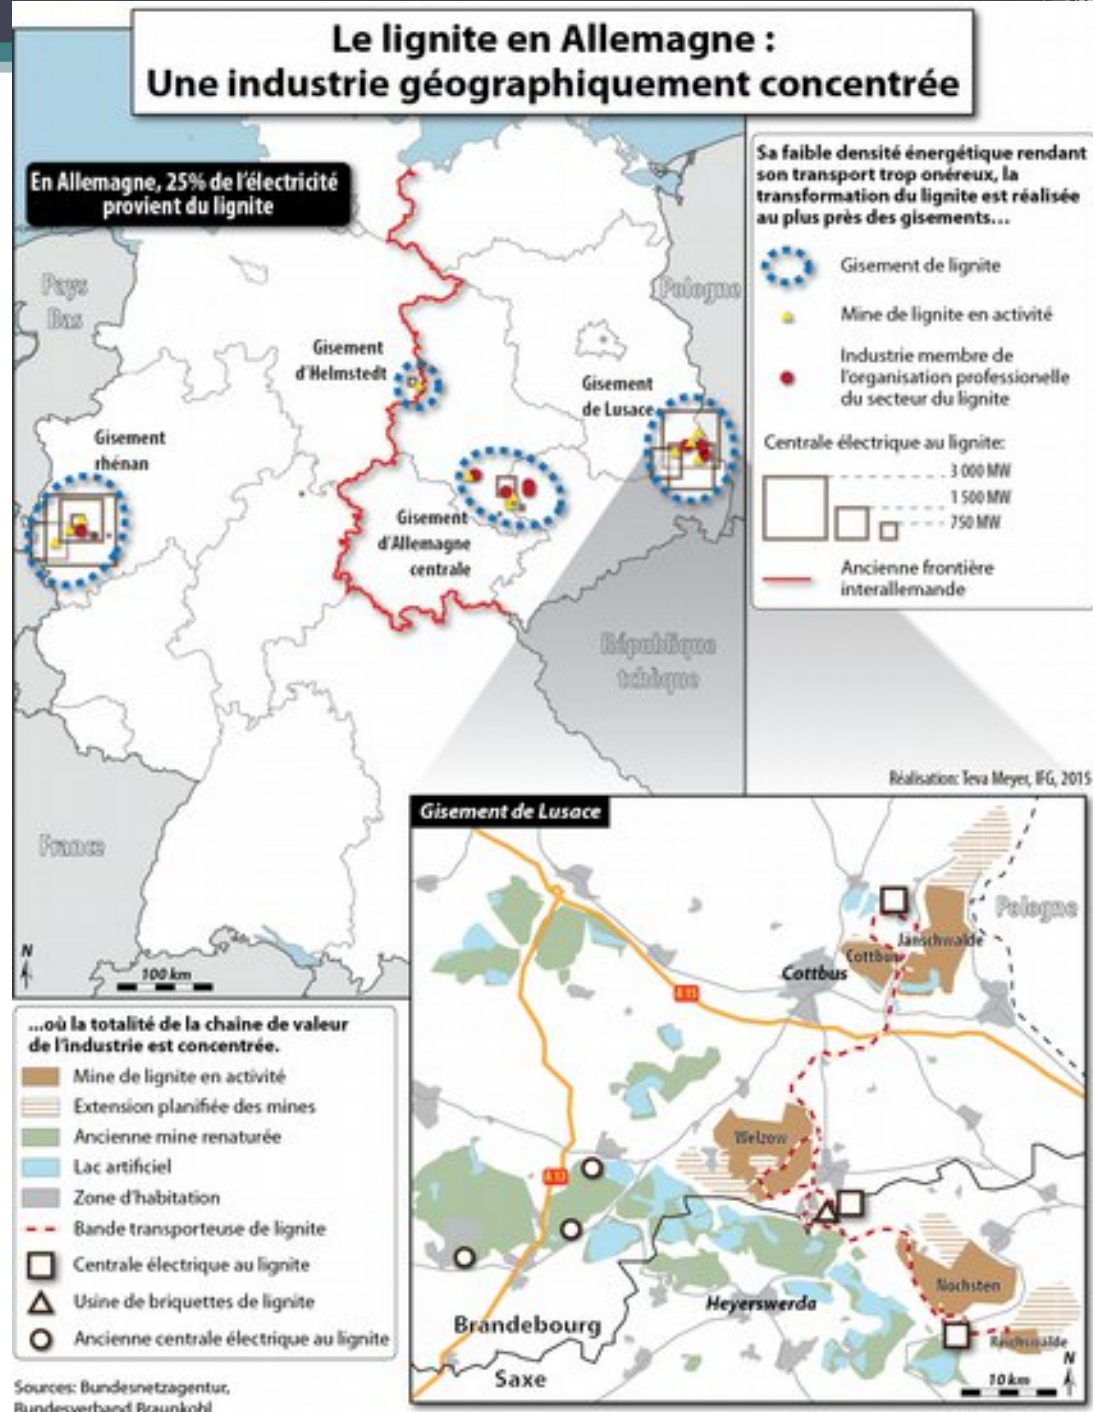 Le lignite en Allemagne :
Une industrie géographiquement concentrée
En Allemagne, 25% de l'électricité
provient du lignite
Pays
Bas
Pologne
Gisement
d'Helmstedt
Gisement
de Lusace
Gisement
rhénan
Gisement
d'Allemagne
centrale
République
tchèque
France
N
100 km
Sa faible densité énergétique rendant
son transport trop onéreux, la
transformation du lignite est réalisée
au plus près des gisements...
Gisement de lignite
Mine de lignite en activité
Industrie membre de
l'organisation professionelle
du secteur du lignite
Centrale électrique au lignite:
3 000 MW
1 500 MW
750 MW
Ancienne frontière
interallemande
Réalisation: Teva Meyer, IFG, 2015
Gisement de Lusace
Pologne
Janschwalde
Cottbus
Cottbus
A 15
Welzow
A 13
Nochsten
Heyerswerda
Reichswalde
Brandebourg
Saxe
N
10 km
...où la totalité de la chaine de valeur
de l'industrie est concentrée.
Mine de lignite en activité
Extension planifiée des mines
Ancienne mine renaturée
Lac artificiel
Zone d'habitation
Bande transporteuse de lignite
Centrale électrique au lignite
Usine de briquettes de lignite
Ancienne centrale électrique au lignite
Sources: Bundesnetzagentur,
Bundesverband Braunkohl